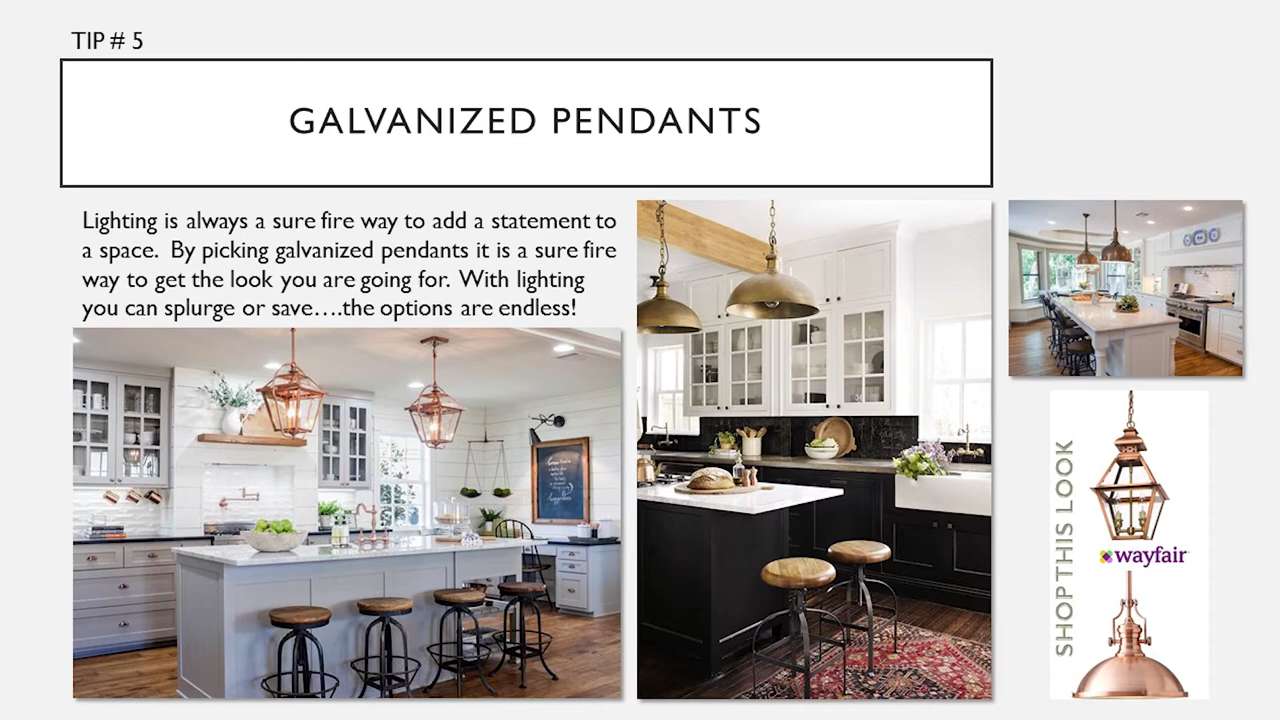 TIP # 5
GALVANIZED PENDANTS
Lighting is always a sure fire way to add a statement to
a space. By picking galvanized pendants it is a sure fire
way to get the look you are going for. With lighting
you can splurge or save....the options are endless!
SHOP THIS LOOK
wayfair